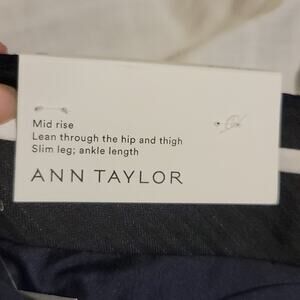 Mid rise
Lean through the hip and thigh
Slim leg; ankle length
ANN TAYLOR